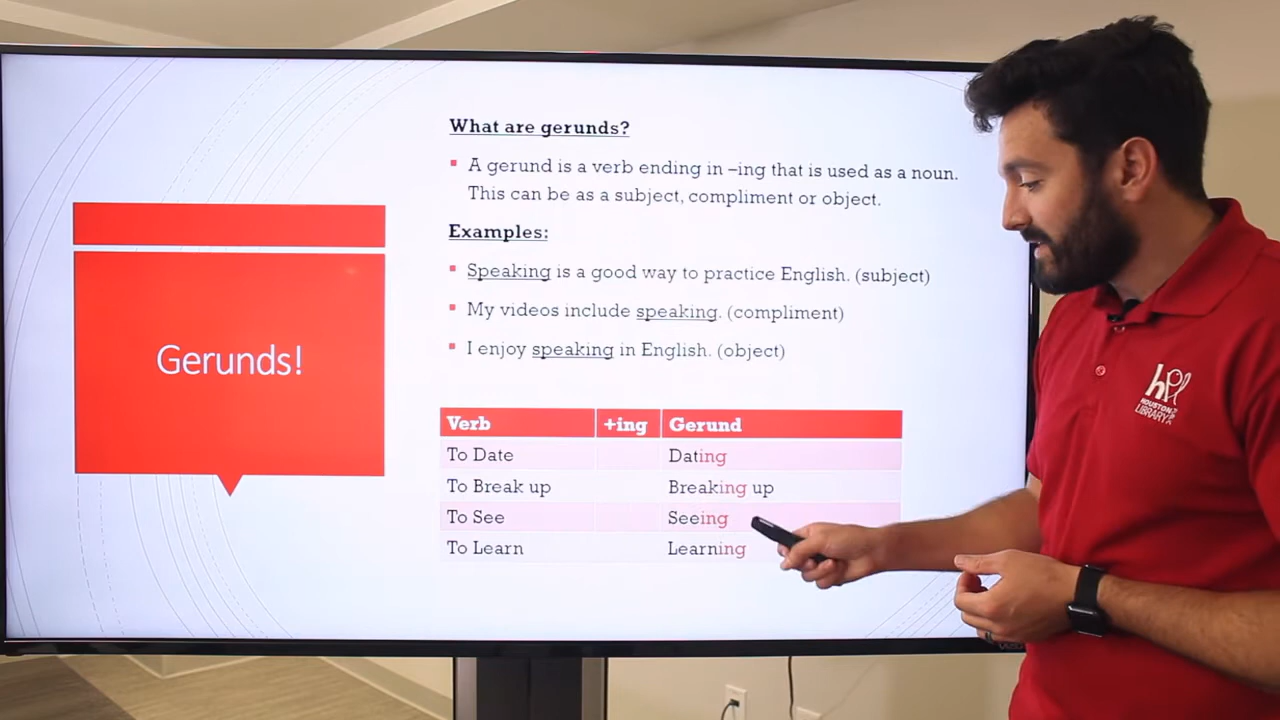 What are gerunds?
A gerund is a verb ending in –ing that is used as a noun.
This can be as a subject, compliment or object.
Examples:
Speaking is a good way to practice English. (subject)
My videos include speaking. (compliment)
I enjoy speaking in English. (object)
Gerunds!
Verb +ing Gerund
To Date Dating
To Break up Breaking up
To See Seeing
To Learn Learning
hpl
HOUSTON
LIBRARY